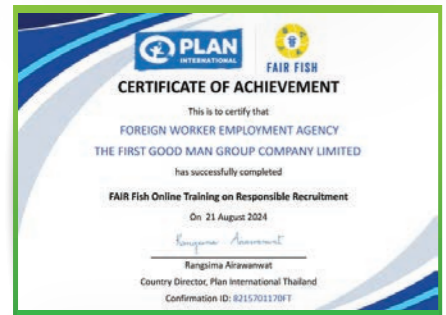 PLAN
INTERNATIONAL
FAIR FISH
CERTIFICATE OF ACHIEVEMENT
This is to certify that
FOREIGN WORKER EMPLOYMENT AGENCY
THE FIRST GOOD MAN GROUP COMPANY LIMITED
has successfully completed
FAIR Fish Online Training on Responsible Recruitment
On 21 August 2024
Rangsima Airawanwat
Rangsima Airawanwat
Country Director, Plan International Thailand
Confirmation ID: 8215701170FT